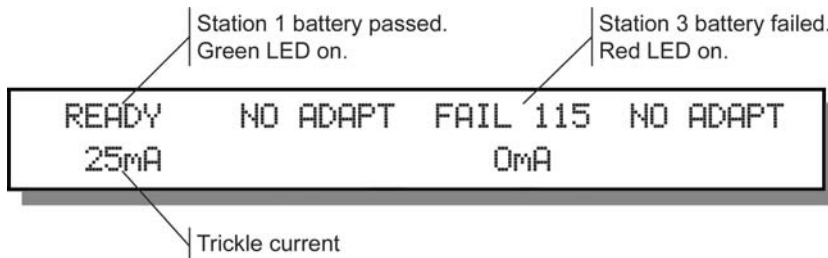 Station 1 battery passed.
Green LED on.
Station 3 battery failed.
Red LED on.
READY NO ADAPT FAIL 115 NO ADAPT
25mA 0mA
Trickle current